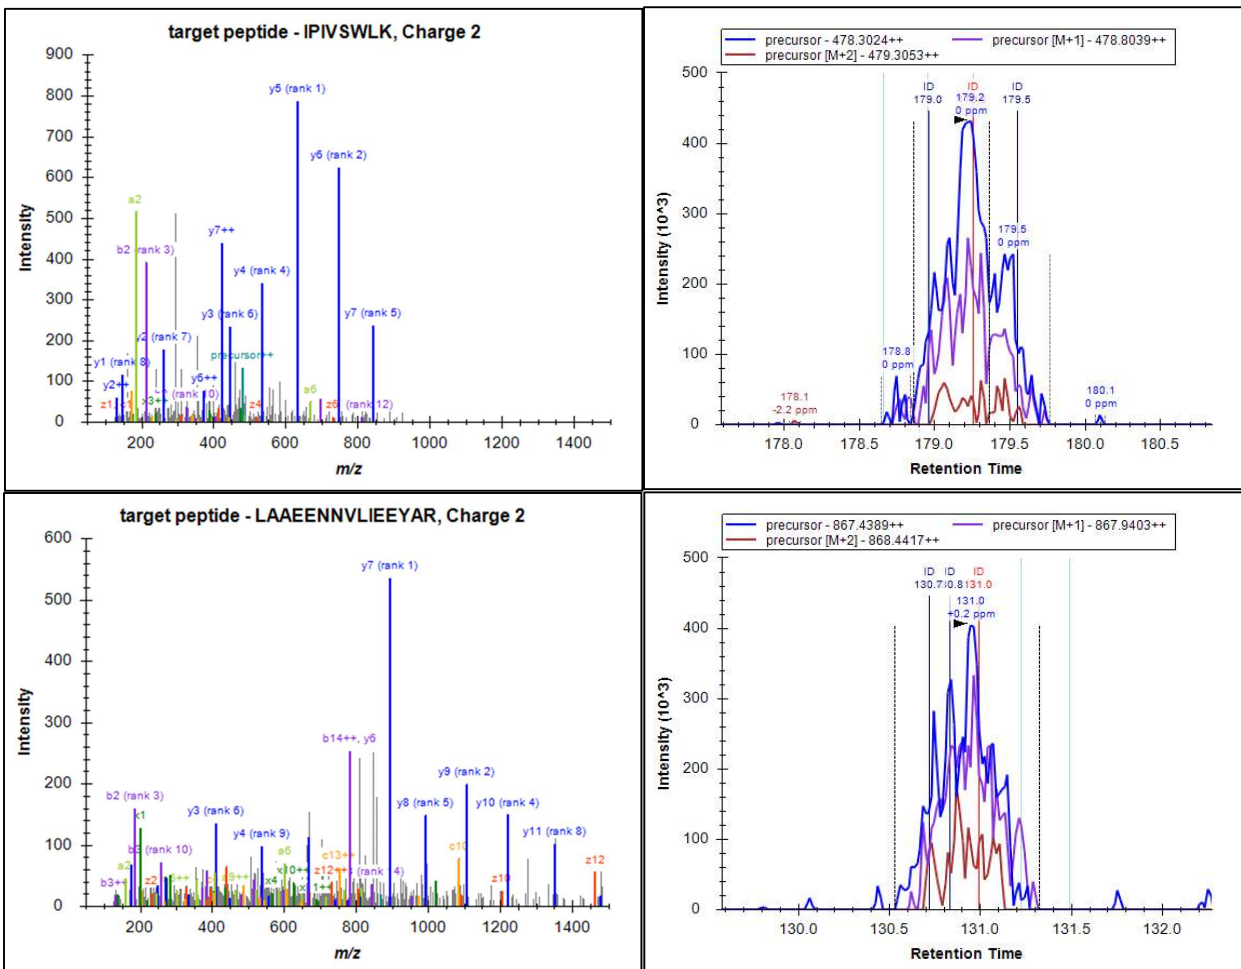 target peptide - IPIVSWLK, Charge 2
900
800
700
600
500
400
300
200
100
0
Intensity
y5 (rank 1)
y6 (rank 2)
a2
b2 (rank 3)
y7++
y4 (rank 4)
y3 (rank 6)
y7 (rank 5)
y2 (rank 7)
precursor++
y1 (rank 8)
y6++
y2++
a6
z4
z6
200
400
600
800
1000
1200
1400
m/z
precursor - 478.3024++
precursor [M+1] - 478.8039++
precursor [M+2] - 479.3053++
500
400
300
200
100
0
Intensity (10^3)
ID
179.0
ID
179.2
0 ppm
ID
179.5
179.5
0 ppm
178.8
0 ppm
178.1
-2.2 ppm
180.1
0 ppm
178.0
178.5
179.0
179.5
180.0
180.5
Retention Time
target peptide - LAAEENNVLIEEYAR, Charge 2
600
500
400
300
200
100
0
Intensity
y7 (rank 1)
b14++, y6
y9 (rank 2)
b2 (rank 3)
x1
y3 (rank 6)
y8 (rank 5)
y10 (rank 4)
y4 (rank 9)
y11 (rank 8)
b3 (rank 10)
a2
a6
c13++
c10
b3++
z2
x4
z12
z10
200
400
600
800
1000
1200
1400
m/z
precursor - 867.4389++
precursor [M+1] - 867.9403++
precursor [M+2] - 868.4417++
500
400
300
200
100
0
Intensity (10^3)
ID
130.7
ID
ID
131.0
131.0
+0.2 ppm
130.0
130.5
131.0
131.5
132.0
Retention Time